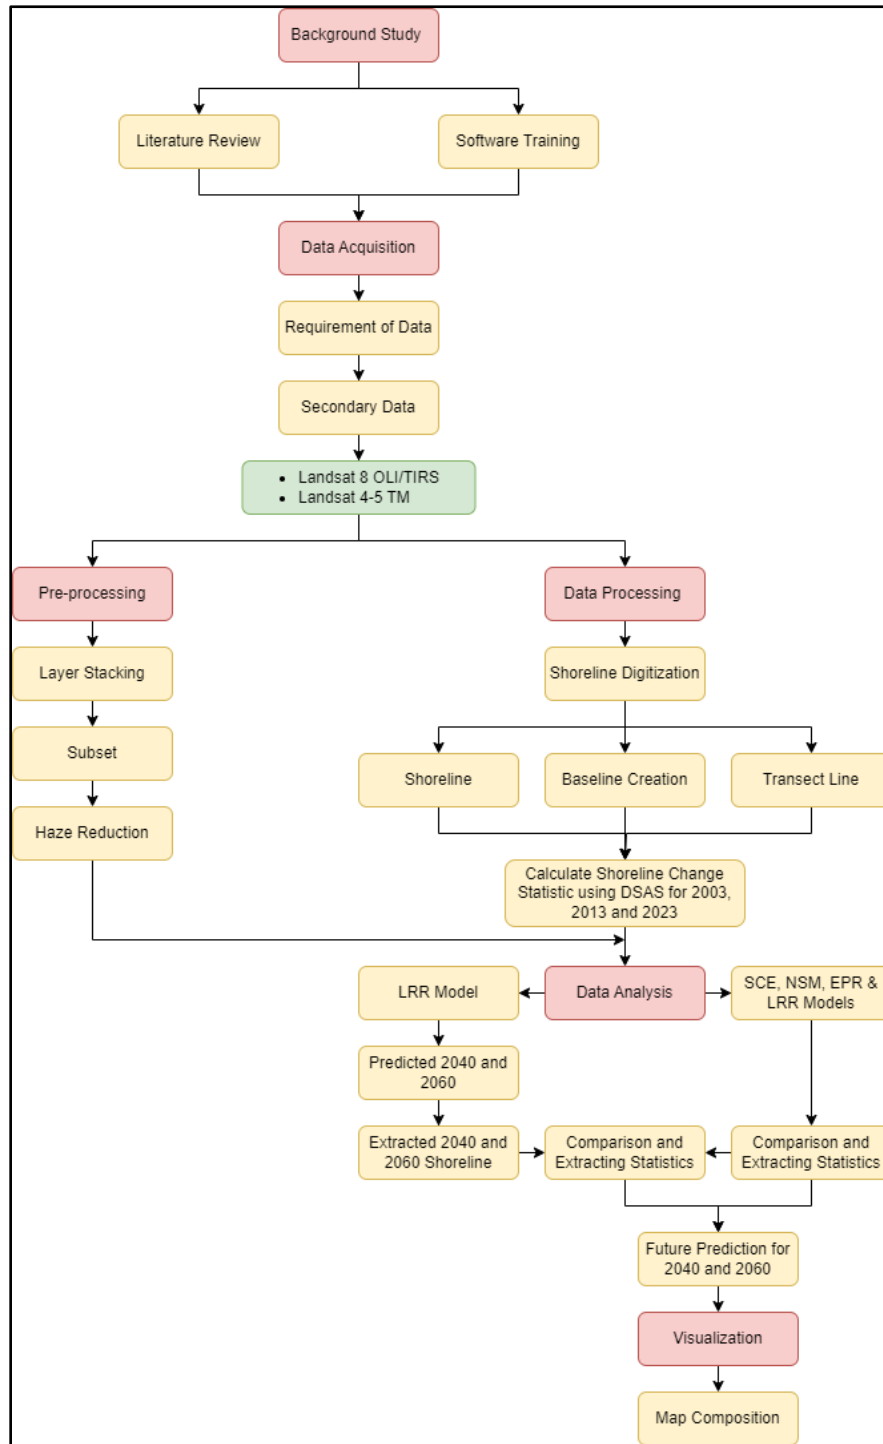 Background Study
Literature Review
Software Training
Data Acquisition
Requirement of Data
Secondary Data
• Landsat 8 OLI/TIRS
• Landsat 4-5 TM
Pre-processing
Data Processing
Layer Stacking
Shoreline Digitization
Subset
Shoreline
Baseline Creation
Transect Line
Haze Reduction
Calculate Shoreline Change
Statistic using DSAS for 2003,
2013 and 2023
LRR Model
Data Analysis
SCE, NSM, EPR &
LRR Models
Predicted 2040 and
2060
Extracted 2040 and
2060 Shoreline
Comparison and
Extracting Statistics
Comparison and
Extracting Statistics
Future Prediction for
2040 and 2060
Visualization
Map Composition